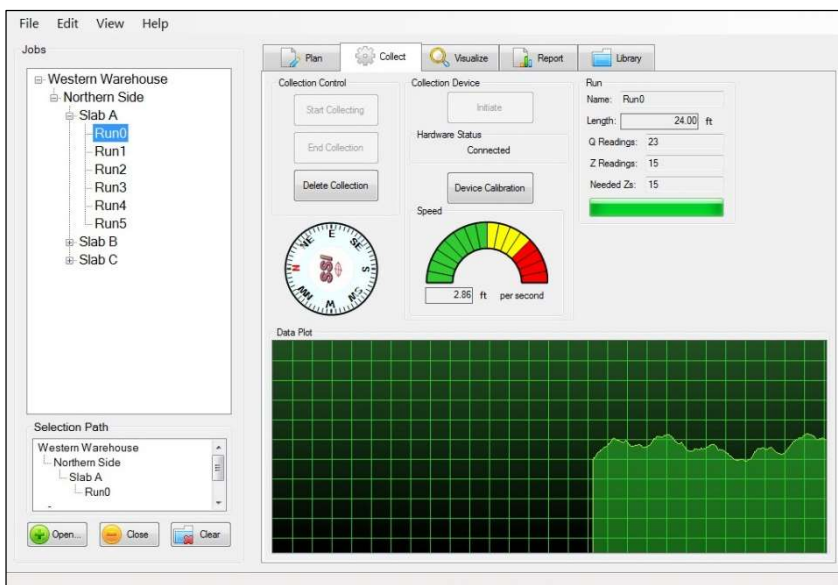 File Edit View Help
Jobs
Western Warehouse
Northern Side
Slab A
Run0
Run1
Run2
Run3
Run4
Run5
Slab B
Slab C
Selection Path
Western Warehouse
Northern Side
Slab A
Run0
Open... Close Clear
Plan Collect Visualize Report Library
Collection Control
Start Collecting
End Collection
Delete Collection
Collection Device
Initiate
Hardware Status
Connected
Device Calibration
Run
Name: Run0
Length: 24.00 ft
Q Readings: 23
Z Readings: 15
Needed Zs: 15
N NE E SE S SW W NW
SSI
Speed
2.86 ft per second
Data Plot